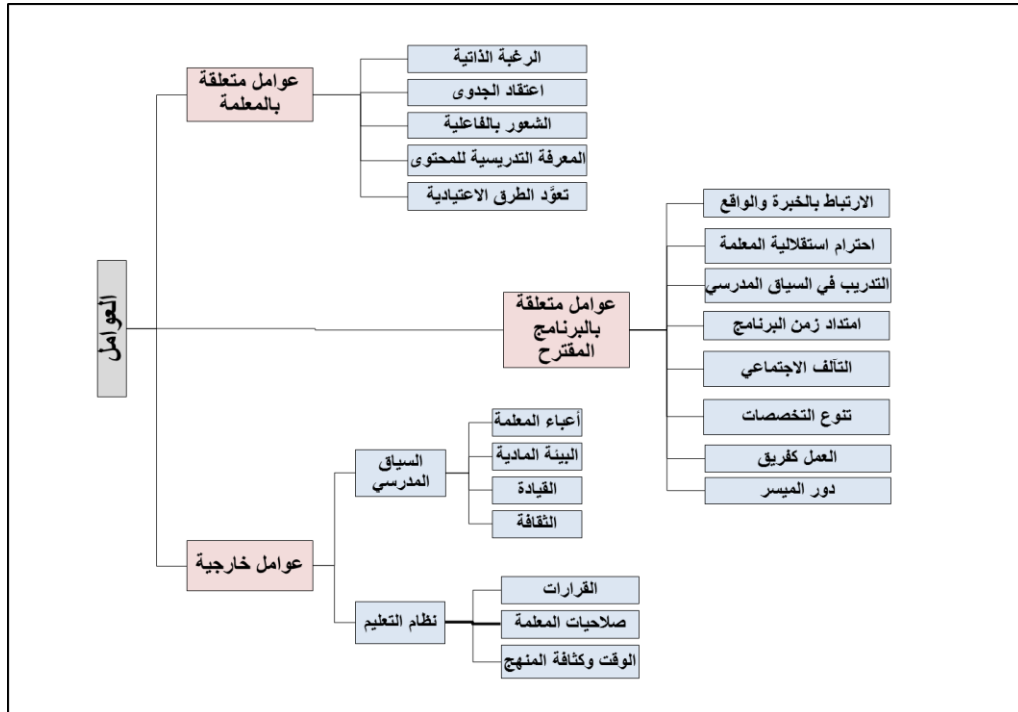 العوامل
عوامل متعلقة
بالمعلمة
الرغبة الذاتية
اعتقاد الجدوى
الشعور بالفاعلية
المعرفة التدريسية للمحتوى
تعوَّد الطرق الاعتيادية
عوامل متعلقة
بالبرنامج
المقترح
الارتباط بالخبرة والواقع
احترام استقلالية المعلمة
التدريب في السياق المدرسي
امتداد زمن البرنامج
التآلف الاجتماعي
تنوع التخصصات
العمل كفريق
دور الميسر
عوامل خارجية
السياق
المدرسي
أعباء المعلمة
البيئة المادية
القيادة
الثقافة
نظام التعليم
القرارات
صلاحيات المعلمة
الوقت وكثافة المنهج